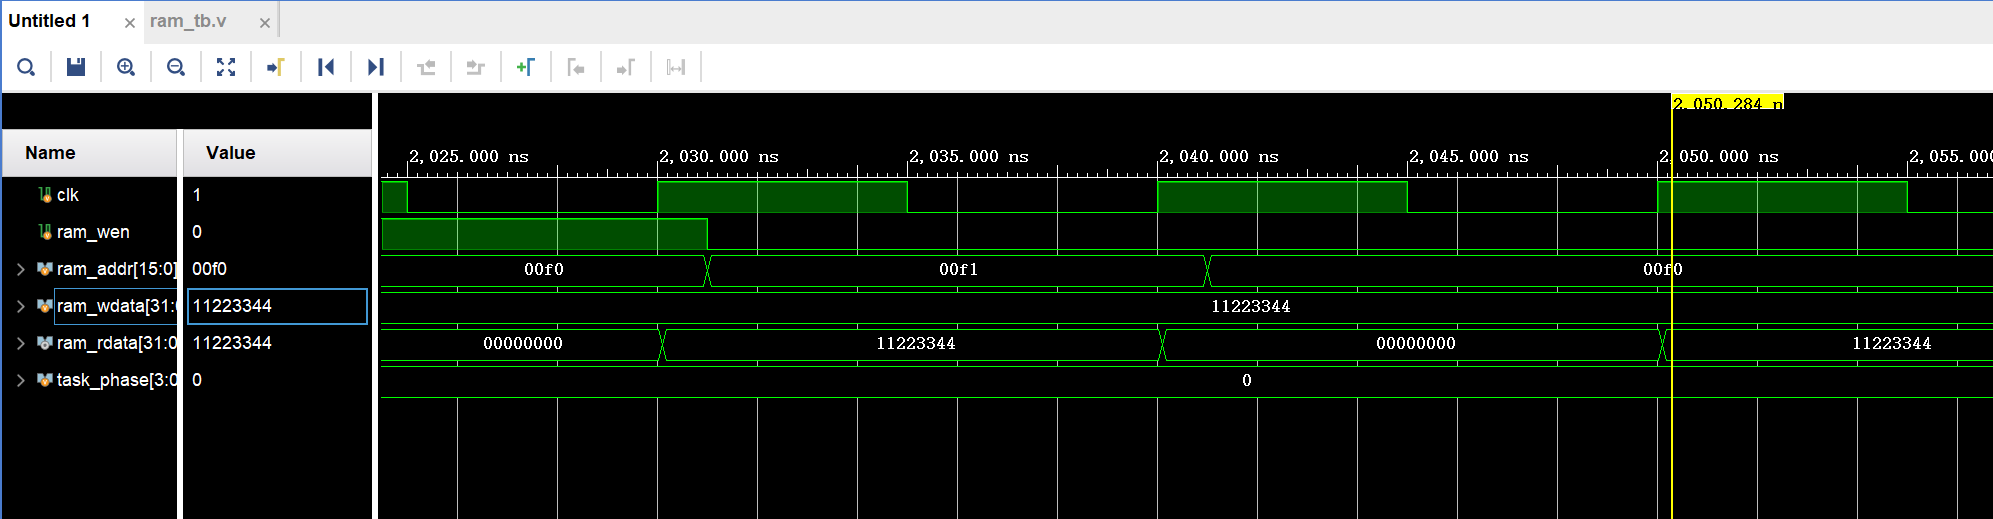 Untitled 1 × ram_tb.v ×
2,050.284 n
Name Value
2,025.000 ns 2,030.000 ns 2,035.000 ns 2,040.000 ns 2,045.000 ns 2,050.000 ns 2,055.000
clk 1
ram_wen 0
ram_addr[15:0] 00f0 00f0 00f1 00f0
ram_wdata[31:0 11223344 11223344
ram_rdata[31:0 11223344 00000000 11223344 00000000 11223344
task_phase[3:0 0 0